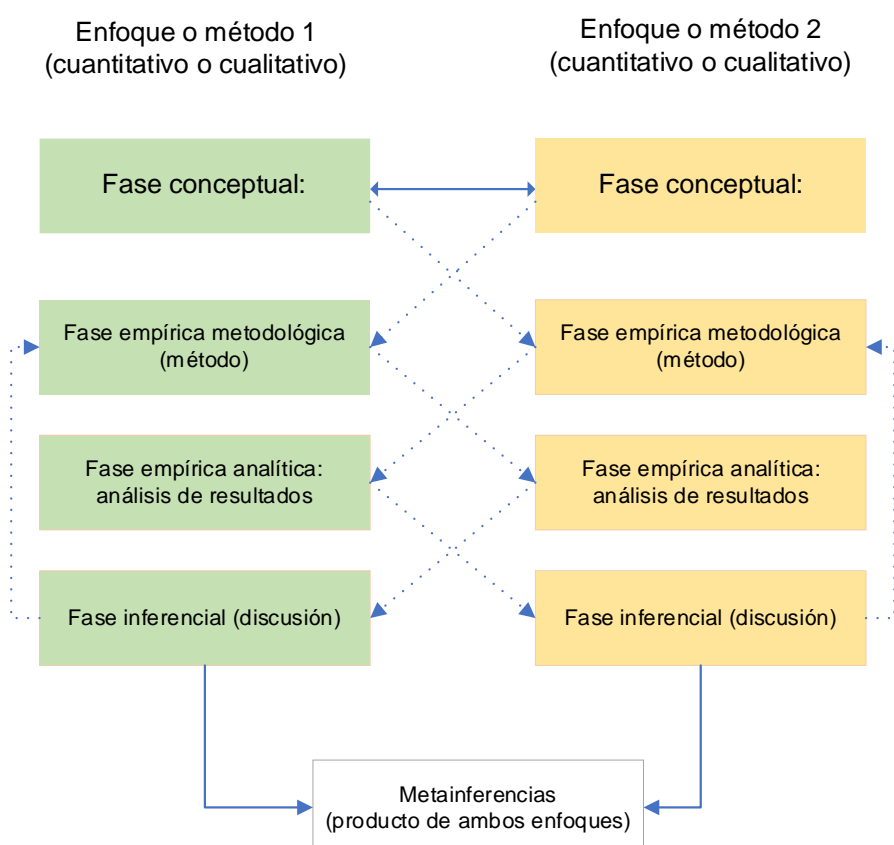 Enfoque o método 1
(cuantitativo o cualitativo)
Enfoque o método 2
(cuantitativo o cualitativo)
Fase conceptual:
Fase conceptual:
Fase empírica metodológica
(método)
Fase empírica metodológica
(método)
Fase empírica analítica:
análisis de resultados
Fase empírica analítica:
análisis de resultados
Fase inferencial (discusión)
Fase inferencial (discusión)
Metainferencias
(producto de ambos enfoques)